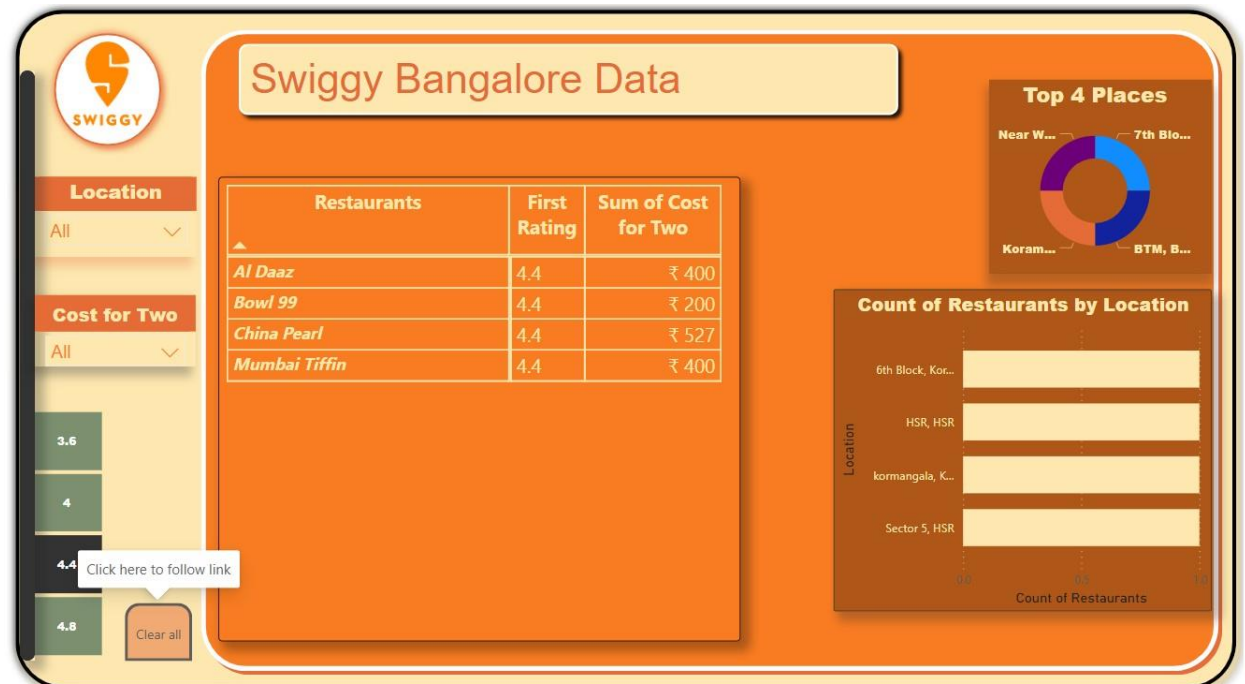 SWIGGY
Swiggy Bangalore Data
Location
All
Cost for Two
All
3.6
4
4.4
4.8
Click here to follow link
Clear all
Restaurants First Rating Sum of Cost for Two
Al Daaz 4.4 ₹ 400
Bowl 99 4.4 ₹ 200
China Pearl 4.4 ₹ 527
Mumbai Tiffin 4.4 ₹ 400
Top 4 Places
Near W... 7th Blo...
Koram... BTM, B...
Count of Restaurants by Location
Location
6th Block, Kor...
HSR, HSR
kormangala, K...
Sector 5, HSR
0.0 0.5 1.0
Count of Restaurants